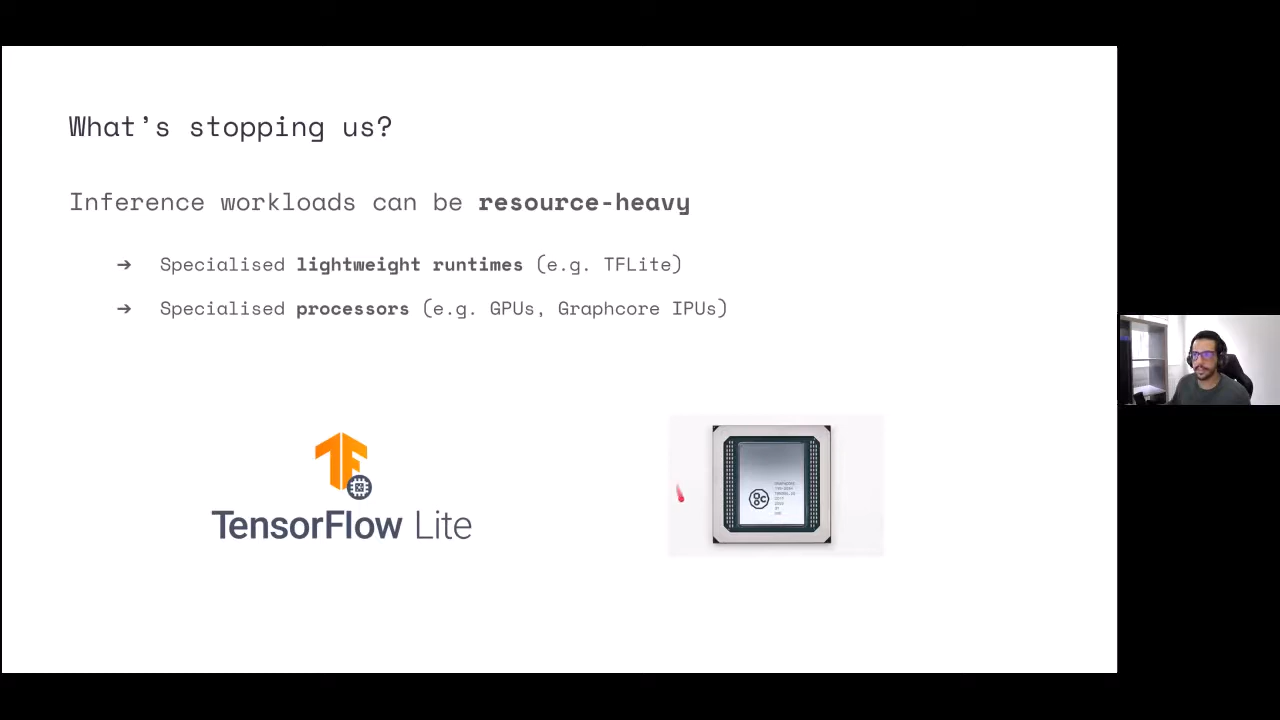 What's stopping us?
Inference workloads can be resource-heavy
➔ Specialised lightweight runtimes (e.g. TFLite)
➔ Specialised processors (e.g. GPUs, Graphcore IPUs)
TensorFlow Lite